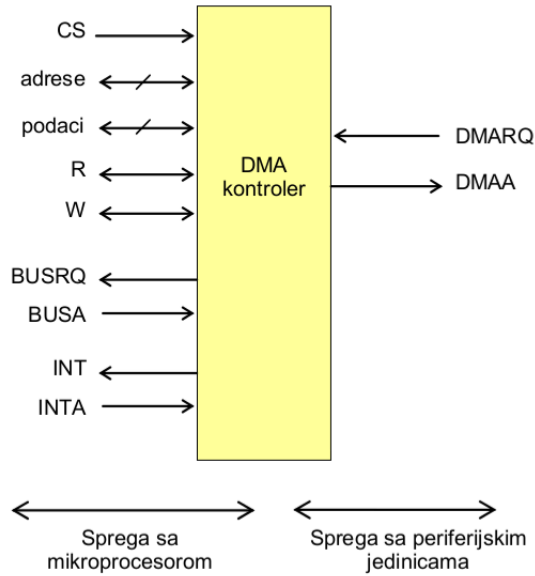 CS
adrese
podaci
R
W
BUSRQ
BUSA
INT
INTA
DMA
kontroler
DMARQ
DMAA
Sprega sa
mikroprocesorom
Sprega sa periferijskim
jedinicama